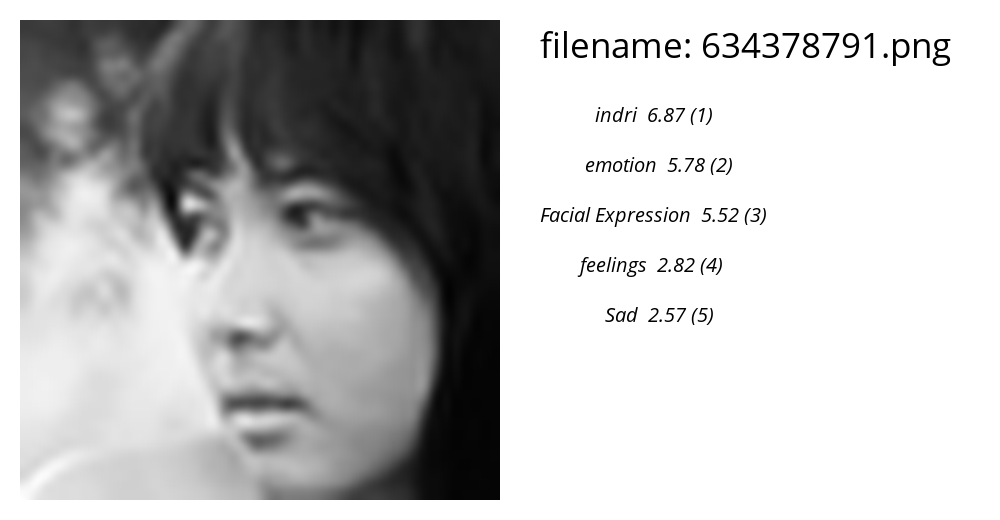 filename: 634378791.png
indri 6.87 (1)
emotion 5.78 (2)
Facial Expression 5.52 (3)
feelings 2.82 (4)
Sad 2.57 (5)